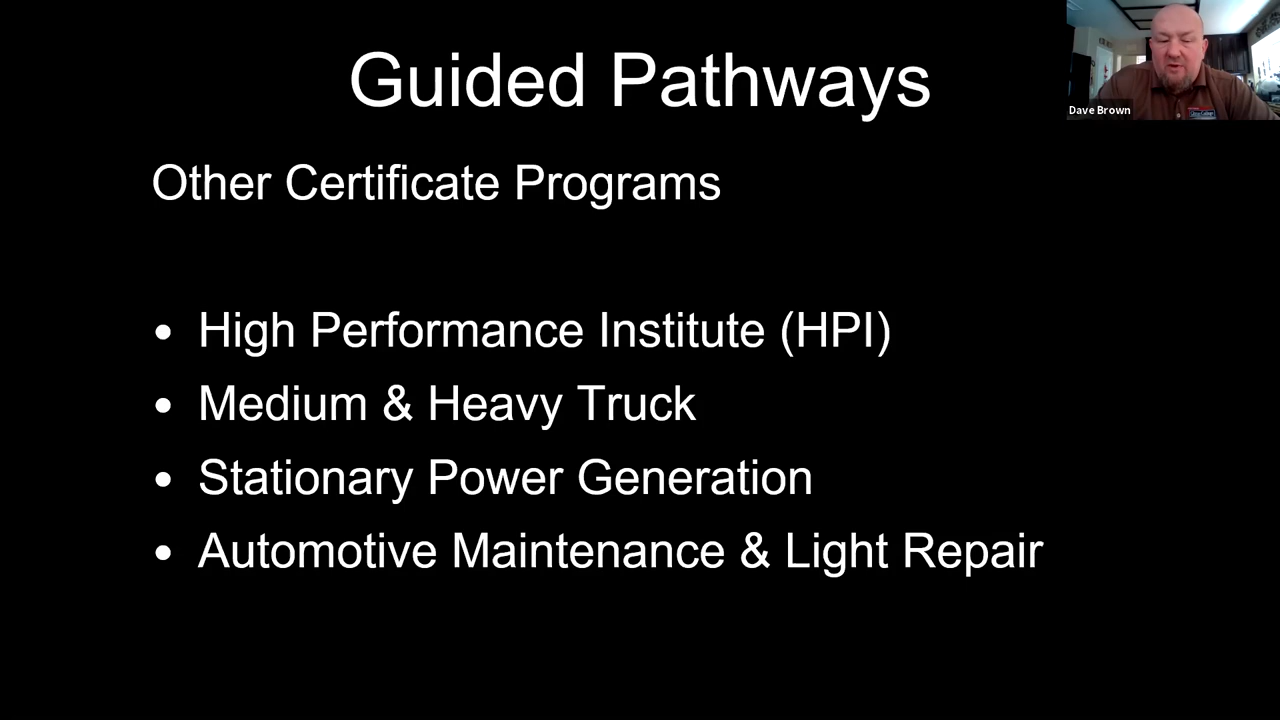 Guided Pathways
Dave Brown
Other Certificate Programs
• High Performance Institute (HPI)
• Medium & Heavy Truck
• Stationary Power Generation
• Automotive Maintenance & Light Repair